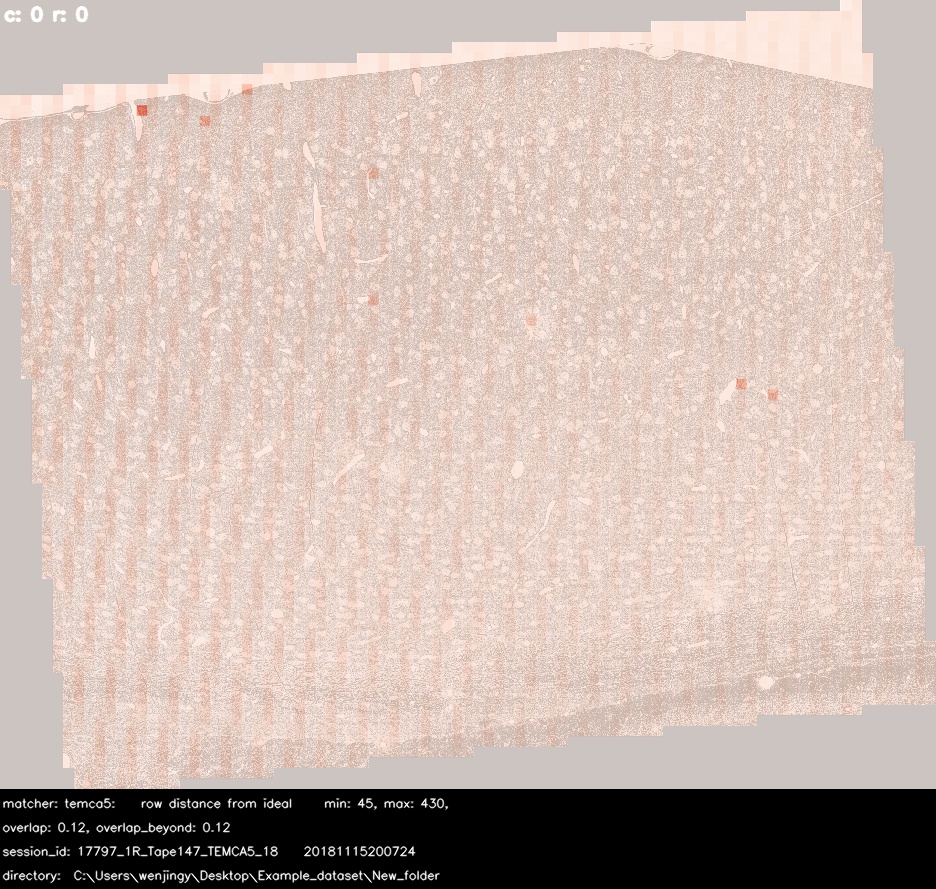 c: 0 r: 0
matcher: temca5: row distance from ideal min: 45, max: 430,
overlap: 0.12, overlap_beyond: 0.12
session_id: 17797_1R_Tape147_TEMCA5_18 20181115200724
directory: C:\Users\wenjingy\Desktop\Example_dataset\New_folder